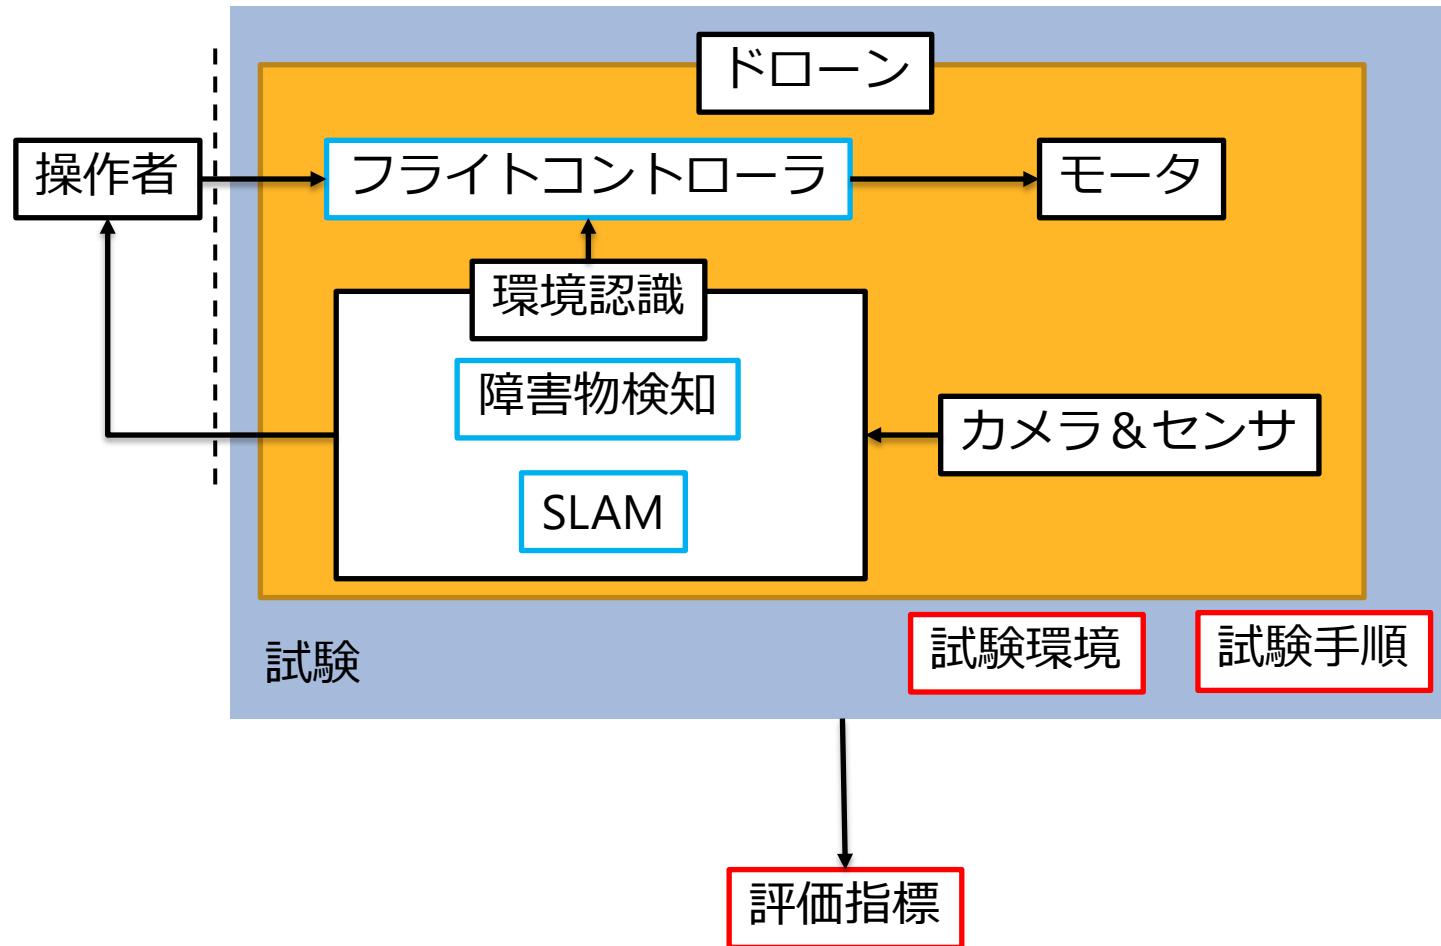 ドローン
操作者
フライトコントローラ
モータ
環境認識
障害物検知
カメラ＆センサ
SLAM
試験
試験環境
試験手順
評価指標